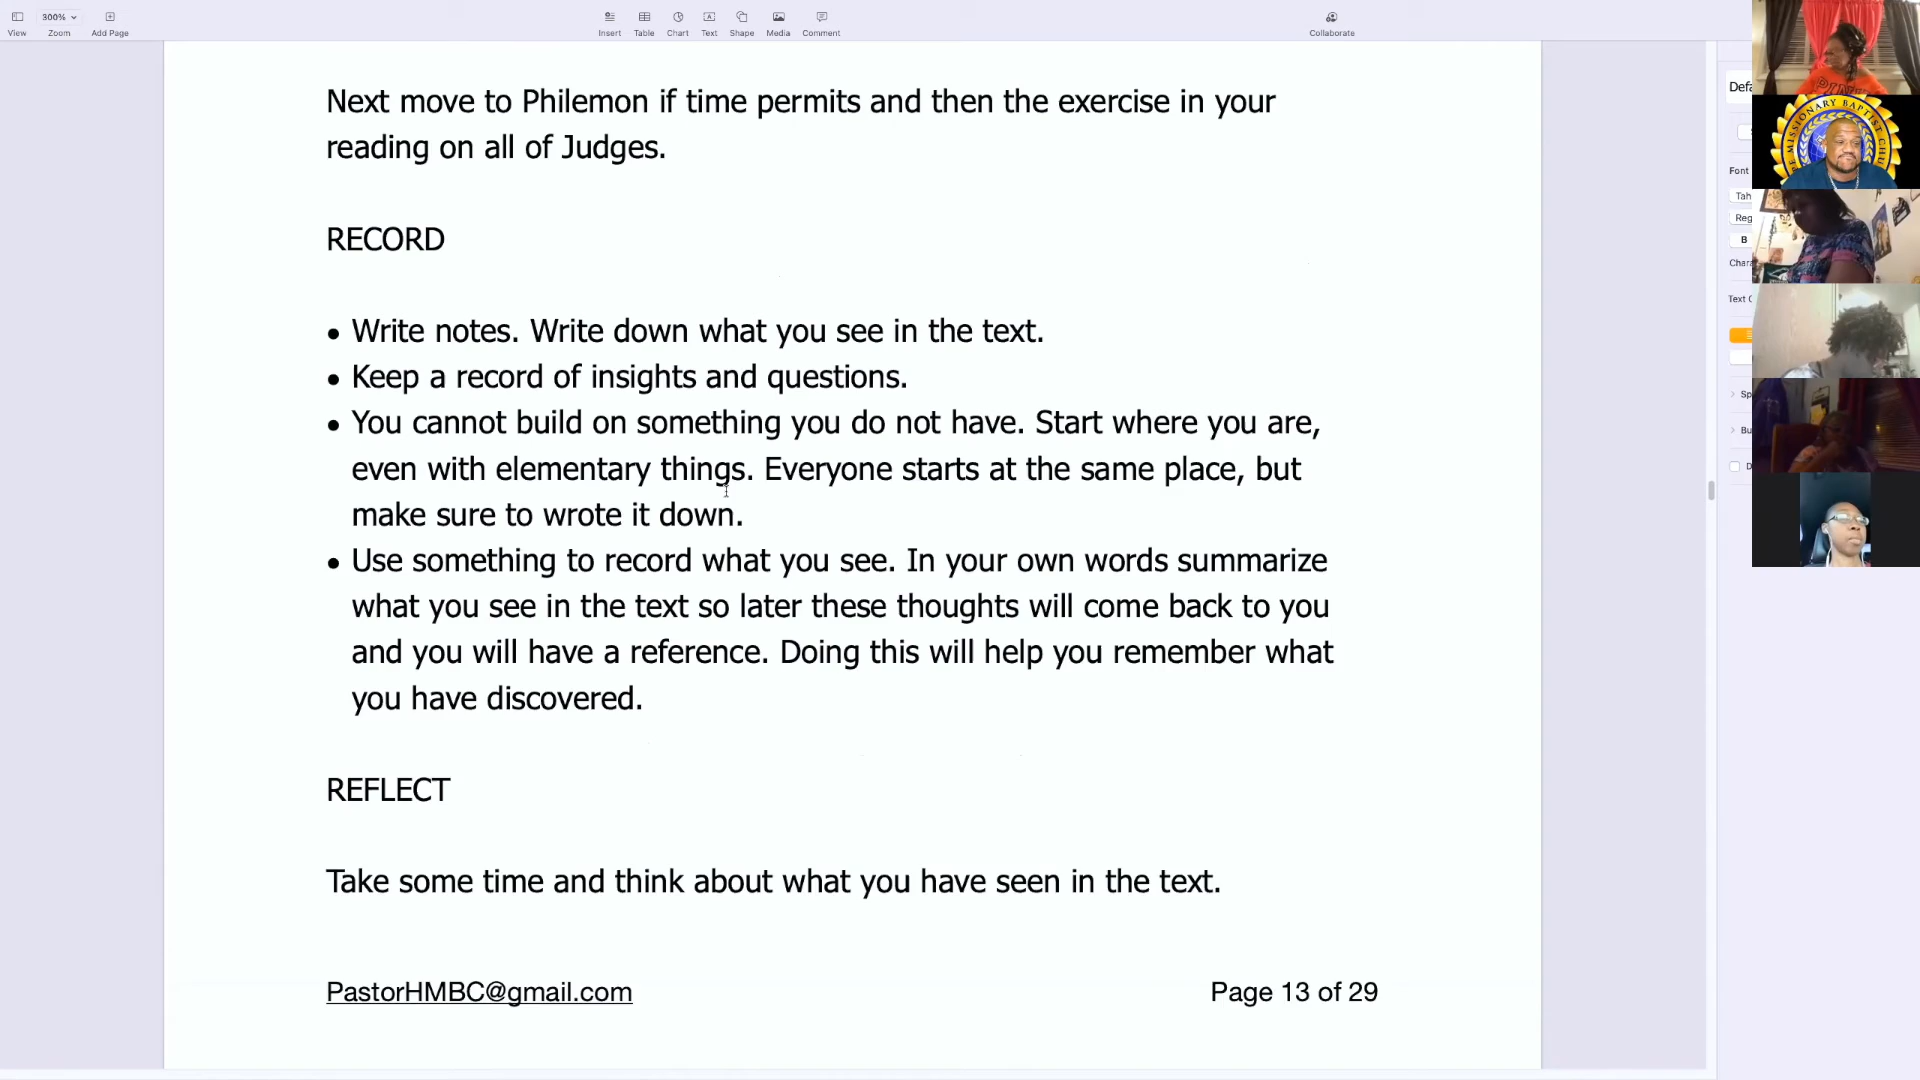 300%
View
Zoom
Add Page
Insert
Table
Chart
Text
Shape
Media
Comment
Collaborate
Next move to Philemon if time permits and then the exercise in your
reading on all of Judges.
RECORD
• Write notes. Write down what you see in the text.
• Keep a record of insights and questions.
• You cannot build on something you do not have. Start where you are,
even with elementary things. Everyone starts at the same place, but
make sure to wrote it down.
• Use something to record what you see. In your own words summarize
what you see in the text so later these thoughts will come back to you
and you will have a reference. Doing this will help you remember what
you have discovered.
REFLECT
Take some time and think about what you have seen in the text.
PastorHMBC@gmail.com
Page 13 of 29
Font
B
MISSIONARY BAPTIST